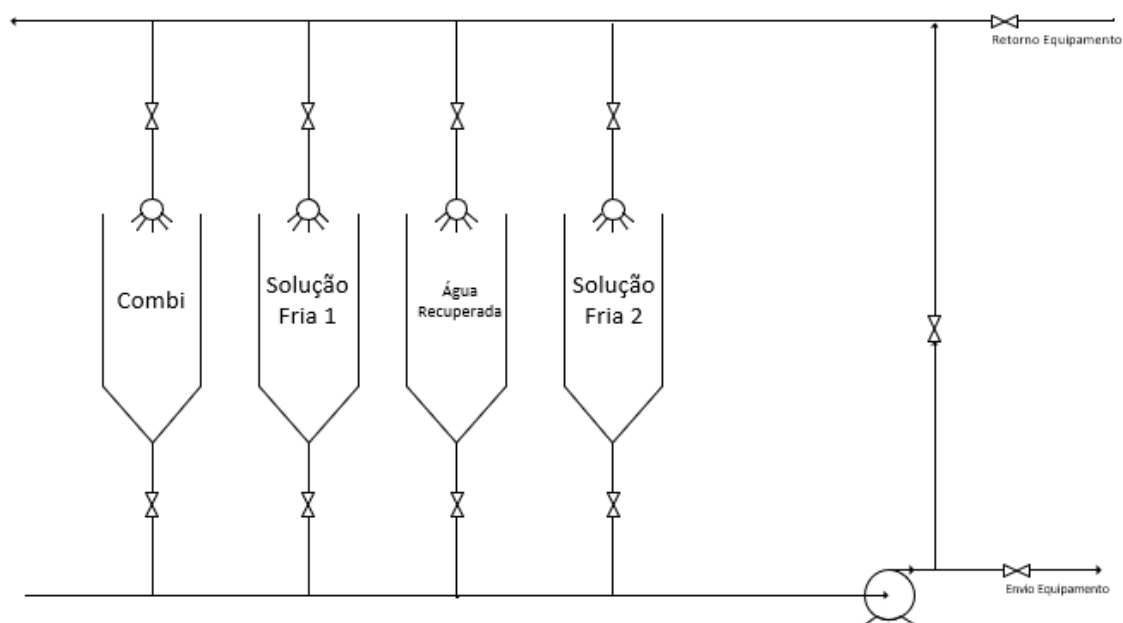 Retorno Equipamento
Combi
Solução
Fria 1
Água
Recuperada
Solução
Fria 2
Envio Equipamento